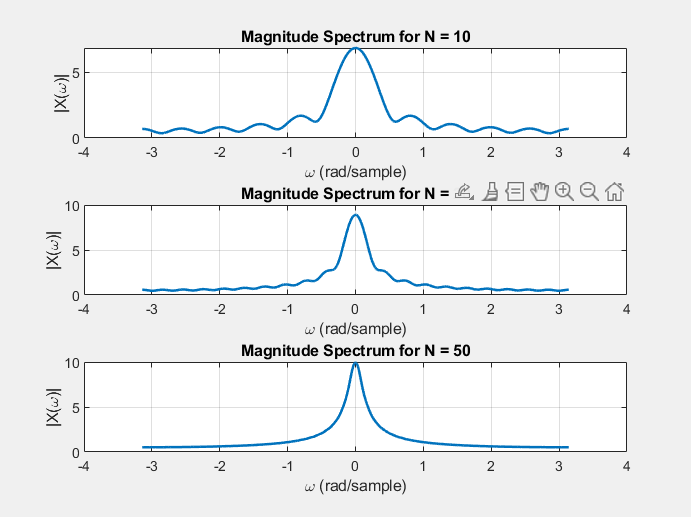 Magnitude Spectrum for N = 10
|X(ω)|
5
0
-4 -3 -2 -1 0 1 2 3 4
ω (rad/sample)
Magnitude Spectrum for N =
|X(ω)|
10
5
0
-4 -3 -2 -1 0 1 2 3 4
ω (rad/sample)
Magnitude Spectrum for N = 50
|X(ω)|
10
5
0
-4 -3 -2 -1 0 1 2 3 4
ω (rad/sample)